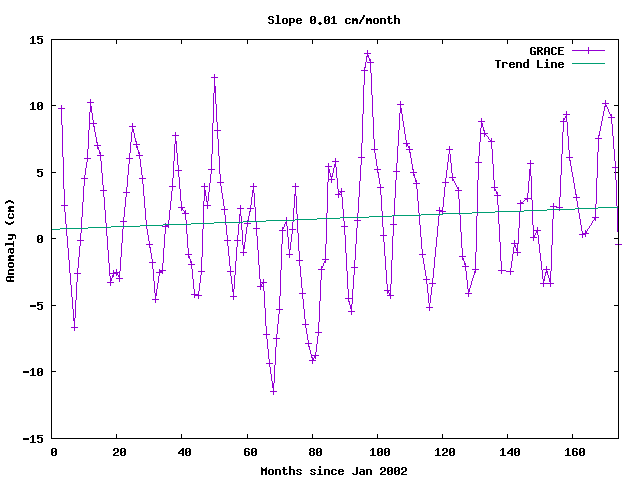 Slope 0.01 cm/month
GRACE
Trend Line
15
10
5
0
-5
-10
-15
Anomaly (cm)
0 20 40 60 80 100 120 140 160
Months since Jan 2002